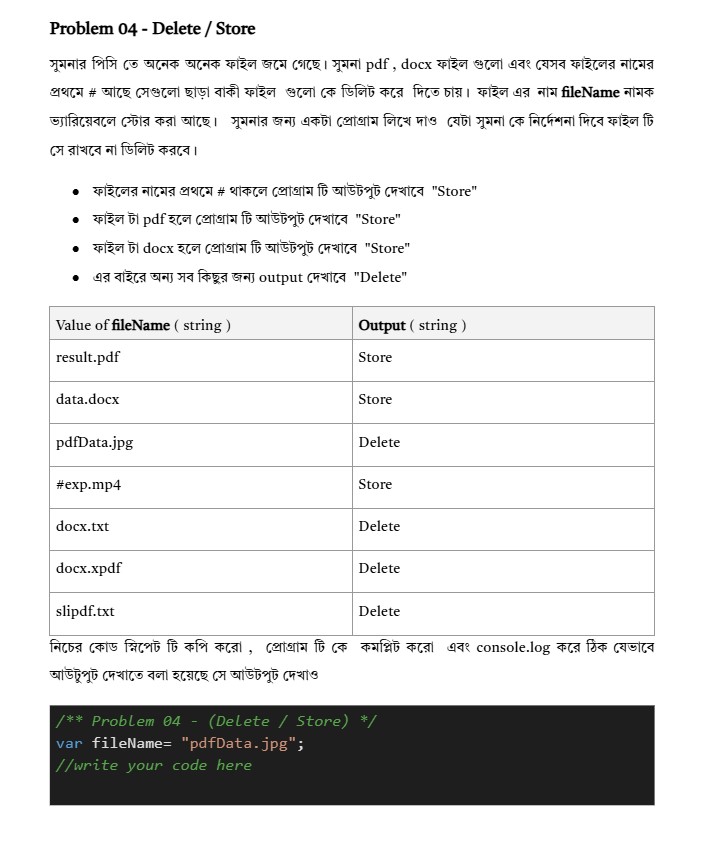 Problem 04 - Delete / Store
সুমনার পিসি তে অনেক অনেক ফাইল জমে গেছে। সুমনা pdf , docx ফাইল গুলো এবং যেসব ফাইলের নামের
প্রথমে # আছে সেগুলো ছাড়া বাকী ফাইল গুলো কে ডিলিট করে দিতে চায়। ফাইল এর নাম fileName নামক
ভ্যারিয়েবলে স্টোর করা আছে। সুমনার জন্য একটা প্রোগ্রাম লিখে দাও যেটা সুমনা কে নির্দেশনা দিবে ফাইল টি
সে রাখবে না ডিলিট করবে।
● ফাইলের নামের প্রথমে # থাকলে প্রোগ্রাম টি আউটপুট দেখাবে "Store"
● ফাইল টা pdf হলে প্রোগ্রাম টি আউটপুট দেখাবে "Store"
● ফাইল টা docx হলে প্রোগ্রাম টি আউটপুট দেখাবে "Store"
● এর বাইরে অন্য সব কিছুর জন্য output দেখাবে "Delete"
Value of fileName ( string ) Output ( string )
result.pdf Store
data.docx Store
pdfData.jpg Delete
#exp.mp4 Store
docx.txt Delete
docx.xpdf Delete
slipdf.txt Delete
নিচের কোড স্নিপেট টি কপি করো , প্রোগ্রাম টি কে কমপ্লিট করো এবং console.log করে ঠিক যেভাবে
আউটুপুট দেখাতে বলা হয়েছে সে আউটপুট দেখাও
/** Problem 04 - (Delete / Store) */
var fileName= "pdfData.jpg";
//write your code here